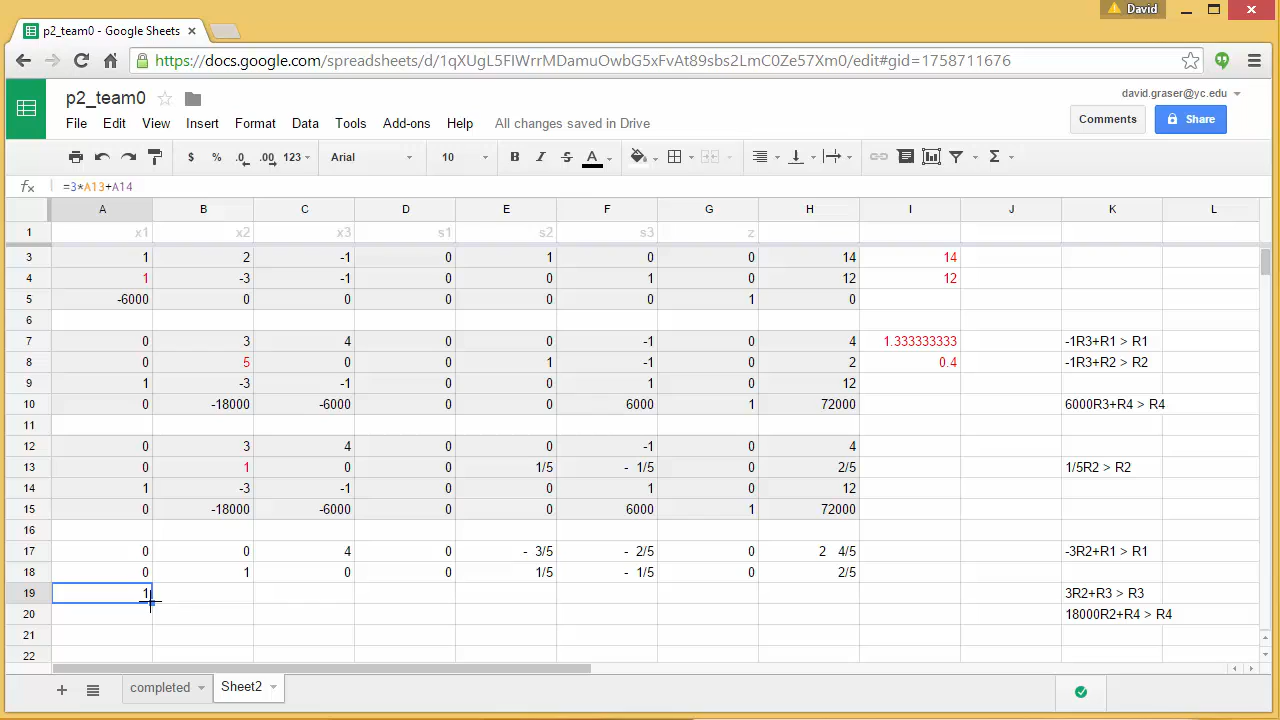 David
p2_team0 - Google Sheets
https://docs.google.com/spreadsheets/d/1qXUgL5FIWrrMDamuOwbG5xFvAt89sbs2LmC0Ze57Xm0/edit#gid=1758711676
p2_team0
david.graser@yc.edu
File Edit View Insert Format Data Tools Add-ons Help All changes saved in Drive
Comments
Share
$ % .0 .00 123 Arial 10 B I S A Σ
fx =3*A13+A14
A B C D E F G H I J K L
1 x1 x2 x3 s1 s2 s3 z
3 1 2 -1 0 1 0 0 14 14
4 1 -3 -1 0 0 1 0 12 12
5 -6000 0 0 0 0 0 1 0
6
7 0 3 4 0 0 -1 0 4 1.333333333 -1R3+R1 > R1
8 0 5 0 0 1 -1 0 2 0.4 -1R3+R2 > R2
9 1 -3 -1 0 0 1 0 12
10 0 -18000 -6000 0 0 6000 1 72000 6000R3+R4 > R4
11
12 0 3 4 0 0 -1 0 4
13 0 1 0 0 1/5 - 1/5 0 2/5 1/5R2 > R2
14 1 -3 -1 0 0 1 0 12
15 0 -18000 -6000 0 0 6000 1 72000
16
17 0 0 4 0 - 3/5 - 2/5 0 2 4/5 -3R2+R1 > R1
18 0 1 0 0 1/5 - 1/5 0 2/5
19 1 3R2+R3 > R3
20 18000R2+R4 > R4
21
22
completed Sheet2